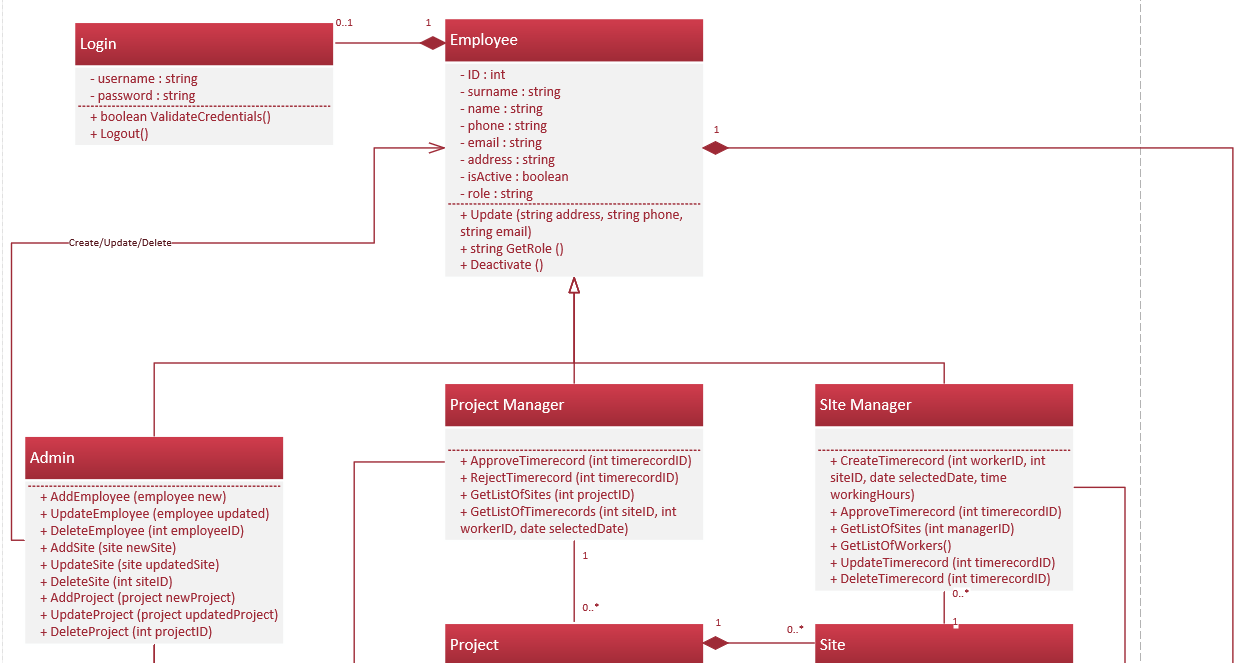 0..1
1
Login
- username : string
- password : string
+ boolean ValidateCredentials()
+ Logout()
Employee
- ID : int
- surname : string
- name : string
- phone : string
- email : string
- address : string
- isActive : boolean
- role : string
+ Update (string address, string phone,
string email)
+ string GetRole ()
+ Deactivate ()
1
Create/Update/Delete
Admin
+ AddEmployee (employee new)
+ UpdateEmployee (employee updated)
+ DeleteEmployee (int employeeID)
+ AddSite (site newSite)
+ UpdateSite (site updatedSite)
+ DeleteSite (int siteID)
+ AddProject (project newProject)
+ UpdateProject (project updatedProject)
+ DeleteProject (int projectID)
Project Manager
+ ApproveTimerecord (int timerecordID)
+ RejectTimerecord (int timerecordID)
+ GetListOfSites (int projectID)
+ GetListOfTimerecords (int siteID, int
workerID, date selectedDate)
1
0..*
SIte Manager
+ CreateTimerecord (int workerID, int
siteID, date selectedDate, time
workingHours)
+ ApproveTimerecord (int timerecordID)
+ GetListOfSites (int managerID)
+ GetListOfWorkers()
+ UpdateTimerecord (int timerecordID)
+ DeleteTimerecord (int timerecordID)
0..*
1
Project
1
0..*
Site